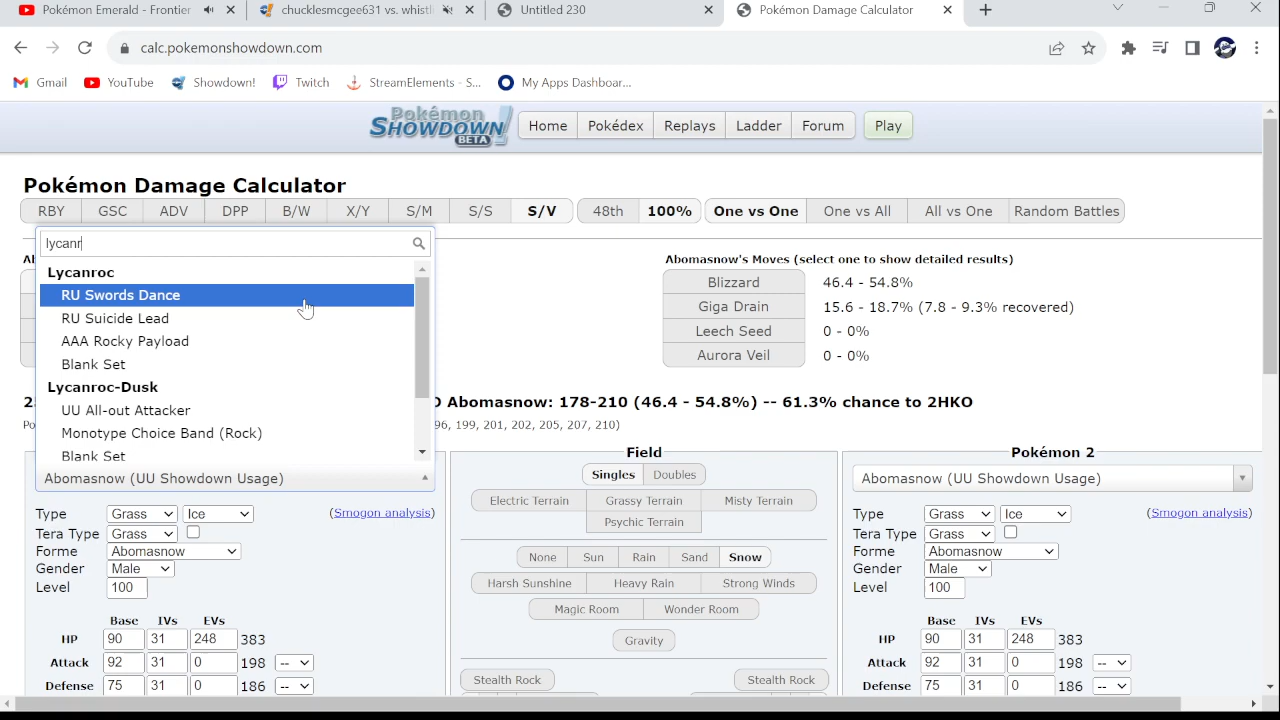 Pokémon Emerald - Frontier
chucklesmcgee631 vs. whistl
Untitled 230
Pokémon Damage Calculator
calc.pokemonshowdown.com
Gmail YouTube Showdown! Twitch StreamElements - S... My Apps Dashboar...
Pokémon Showdown! BETA
Home Pokédex Replays Ladder Forum Play
Pokémon Damage Calculator
RBY GSC ADV DPP B/W X/Y S/M S/S S/V 48th 100% One vs One One vs All All vs One Random Battles
lycanr
Lycanroc
RU Swords Dance
RU Suicide Lead
AAA Rocky Payload
Blank Set
Lycanroc-Dusk
UU All-out Attacker
Monotype Choice Band (Rock)
Blank Set
Abomasnow (UU Showdown Usage)
Abomasnow's Moves (select one to show detailed results)
Blizzard 46.4 - 54.8%
Giga Drain 15.6 - 18.7% (7.8 - 9.3% recovered)
Leech Seed 0 - 0%
Aurora Veil 0 - 0%
Abomasnow: 178-210 (46.4 - 54.8%) -- 61.3% chance to 2HKO
96, 199, 201, 202, 205, 207, 210)
Type Grass Ice (Smogon analysis)
Tera Type Grass
Forme Abomasnow
Gender Male
Level 100
Base IVs EVs
HP 90 31 248 383
Attack 92 31 0 198 --
Defense 75 31 0 186 --
Field
Singles Doubles
Electric Terrain Grassy Terrain Misty Terrain
Psychic Terrain
None Sun Rain Sand Snow
Harsh Sunshine Heavy Rain Strong Winds
Magic Room Wonder Room
Gravity
Stealth Rock Stealth Rock
Pokémon 2
Abomasnow (UU Showdown Usage)
Type Grass Ice (Smogon analysis)
Tera Type Grass
Forme Abomasnow
Gender Male
Level 100
Base IVs EVs
HP 90 31 248 383
Attack 92 31 0 198 --
Defense 75 31 0 186 --